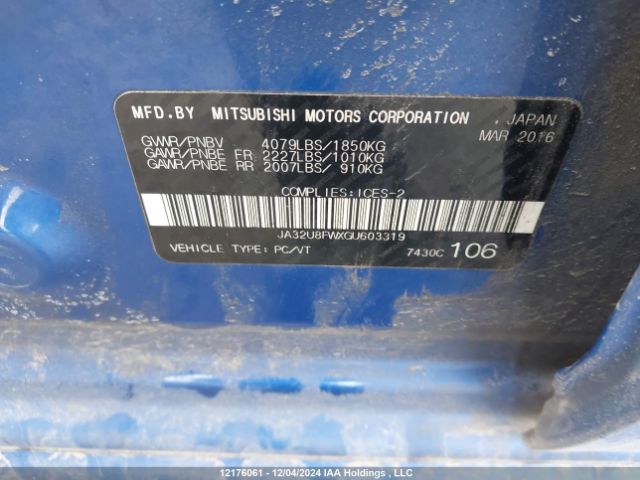 MFD.BY MITSUBISHI MOTORS CORPORATION , JAPAN
MAR 2016
GVWR/PNBV 4079LBS/1850KG
GAWR/PNBE FR 2227LBS/1010KG
GAWR/PNBE RR 2007LBS/ 910KG
COMPLIES:ICES-2
JA32U8FWXGU603319
VEHICLE TYPE:PC/VT 7430C 106
12176061 - 12/04/2024 IAA Holdings , LLC